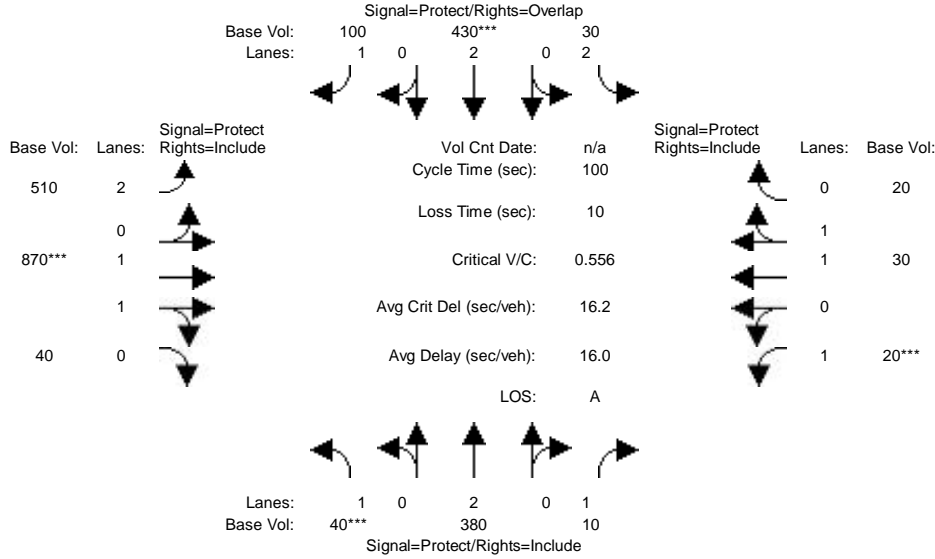 Signal=Protect/Rights=Overlap
Base Vol: 100 430*** 30
Lanes: 1 0 2 0 2
Signal=Protect Signal=Protect
Base Vol: Lanes: Rights=Include Vol Cnt Date: n/a Rights=Include Lanes: Base Vol:
Cycle Time (sec): 100
510 2 0 20
Loss Time (sec): 10
0 1
870*** 1 Critical V/C: 0.556 1 30
1 Avg Crit Del (sec/veh): 16.2 0
40 0 Avg Delay (sec/veh): 16.0 1 20***
LOS: A
Lanes: 1 0 2 0 1
Base Vol: 40*** 380 10
Signal=Protect/Rights=Include